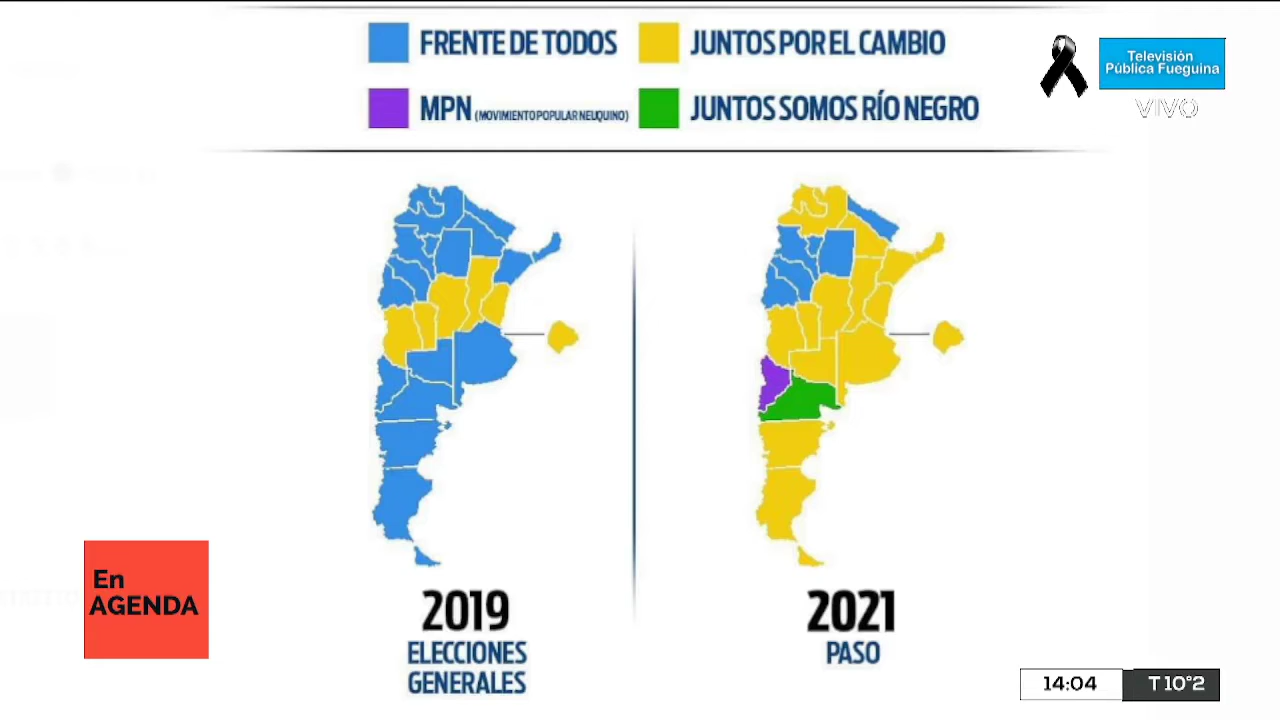 FRENTE DE TODOS
JUNTOS POR EL CAMBIO
MPN (MOVIMIENTO POPULAR NEUQUINO)
JUNTOS SOMOS RÍO NEGRO
Televisión
Pública Fueguina
VIVO
2019
ELECCIONES
GENERALES
2021
PASO
En
AGENDA
14:04
T 10°2